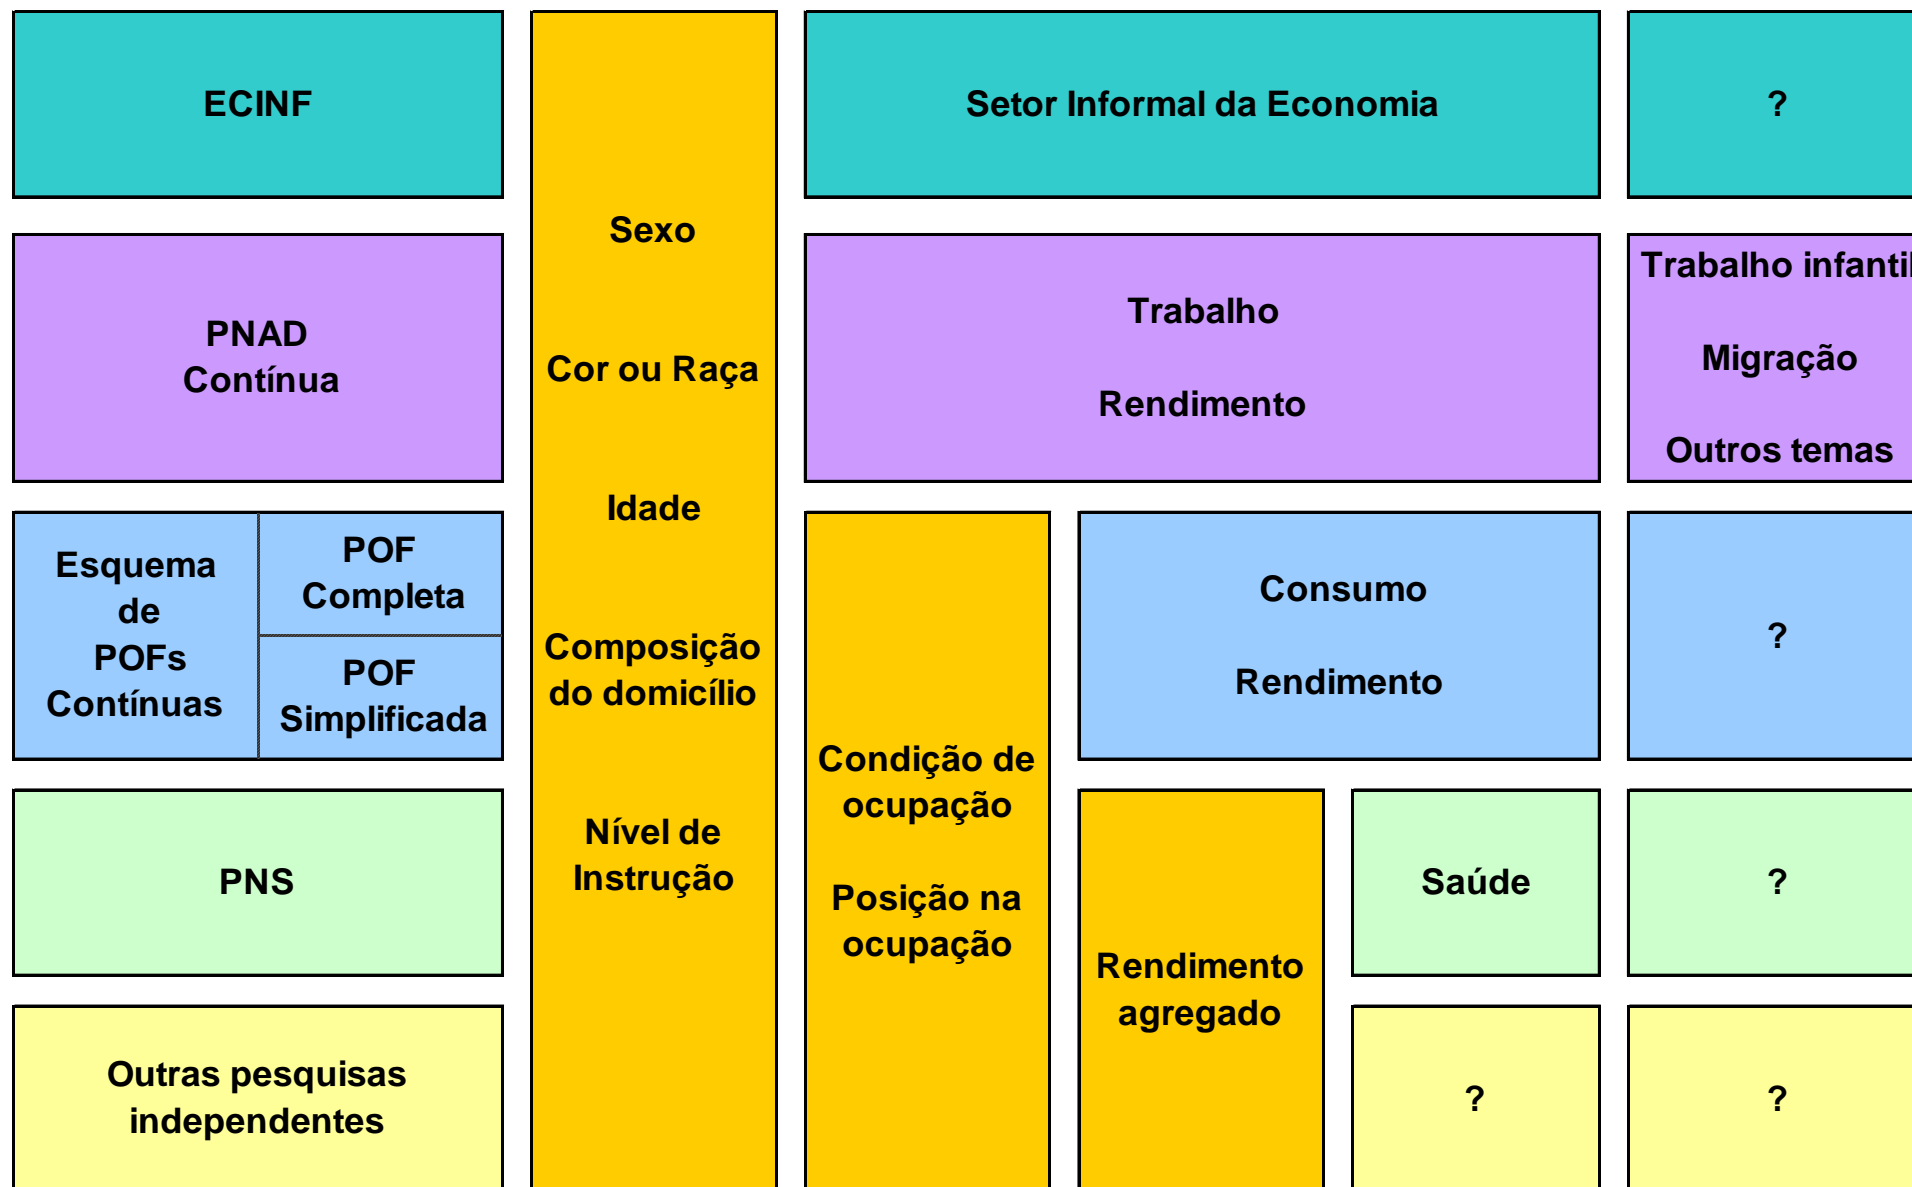 ECINF
Setor Informal da Economia
?
Sexo
Cor ou Raça
Idade
Composição
do domicílio
Nível de
Instrução
PNAD
Contínua
Trabalho
Rendimento
Trabalho infantil
Migração
Outros temas
Esquema
de
POFs
Contínuas
POF
Completa
POF
Simplificada
Condição de
ocupação
Posição na
ocupação
Consumo
Rendimento
?
PNS
Rendimento
agregado
Saúde
?
Outras pesquisas
independentes
?
?